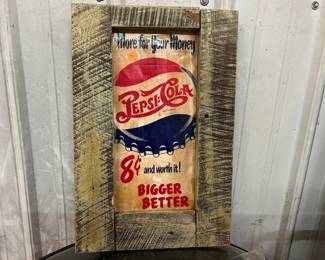 More for Your Money
PEPSI-COLA
8¢ and worth it!
BIGGER
BETTER